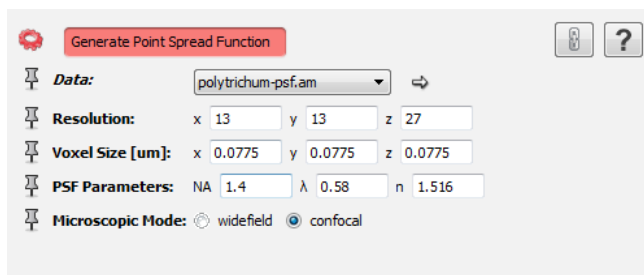 Generate Point Spread Function ?
Data: polytrichum-psf.am
Resolution: x 13 y 13 z 27
Voxel Size [um]: x 0.0775 y 0.0775 z 0.0775
PSF Parameters: NA 1.4 λ 0.58 n 1.516
Microscopic Mode: widefield confocal